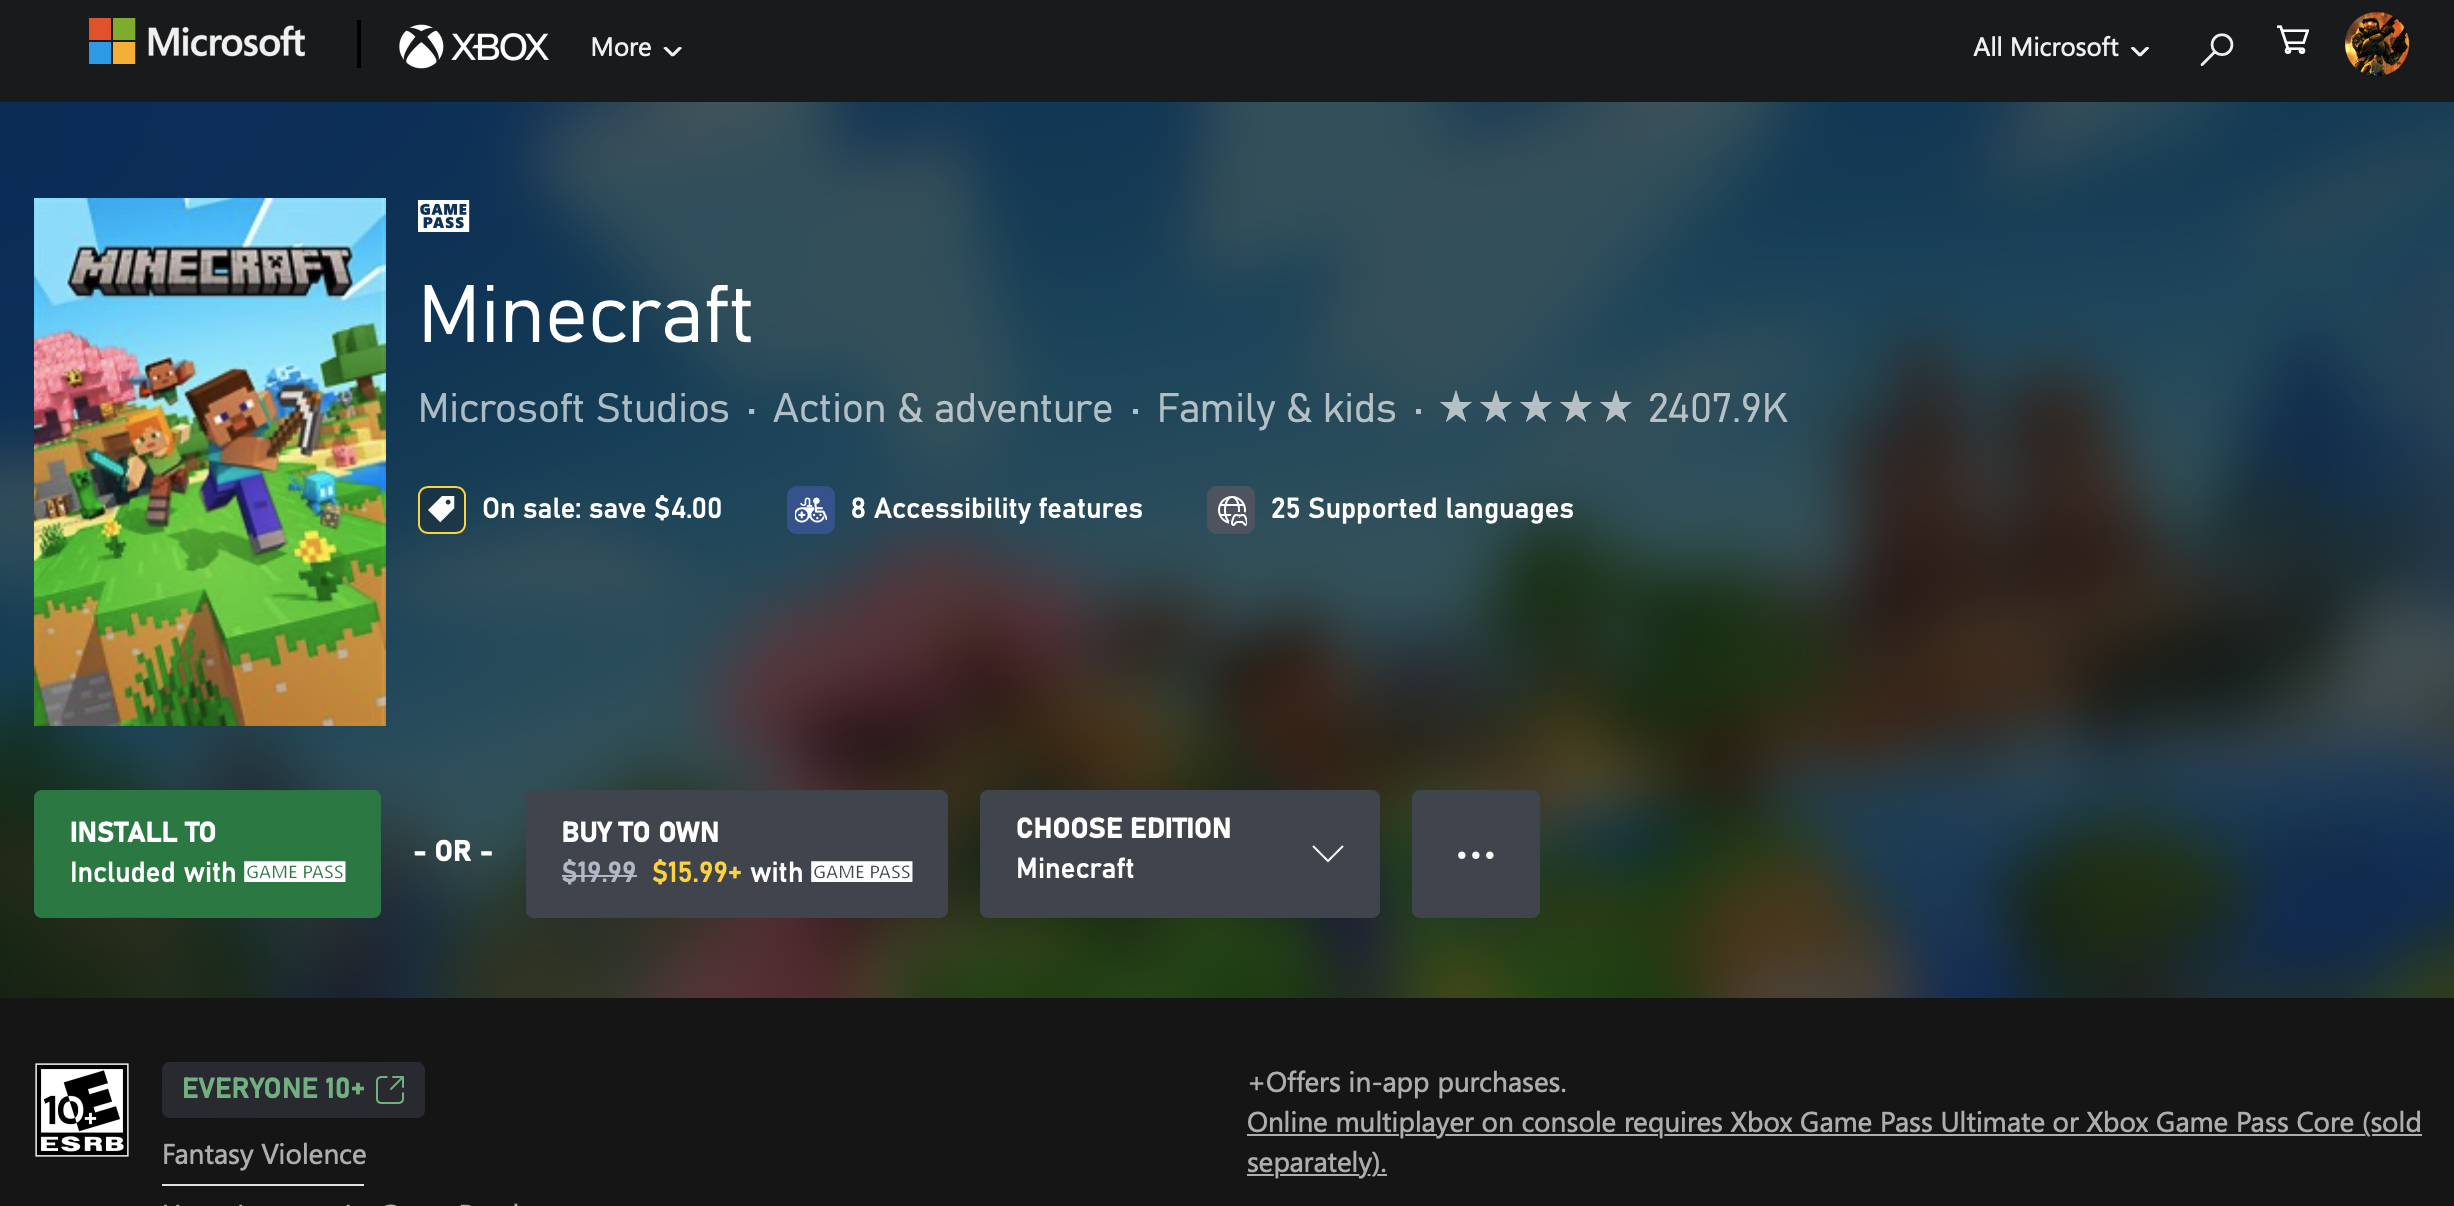 Microsoft
XBOX
More
All Microsoft
MINECRAFT
GAME
PASS
Minecraft
Microsoft Studios · Action & adventure · Family & kids · ★★★★★ 2407.9K
On sale: save $4.00
8 Accessibility features
25 Supported languages
INSTALL TO
Included with GAME PASS
- OR -
BUY TO OWN
$19.99 $15.99+ with GAME PASS
CHOOSE EDITION
Minecraft
10+
E
ESRB
EVERYONE 10+
Fantasy Violence
+Offers in-app purchases.
Online multiplayer on console requires Xbox Game Pass Ultimate or Xbox Game Pass Core (sold
separately).